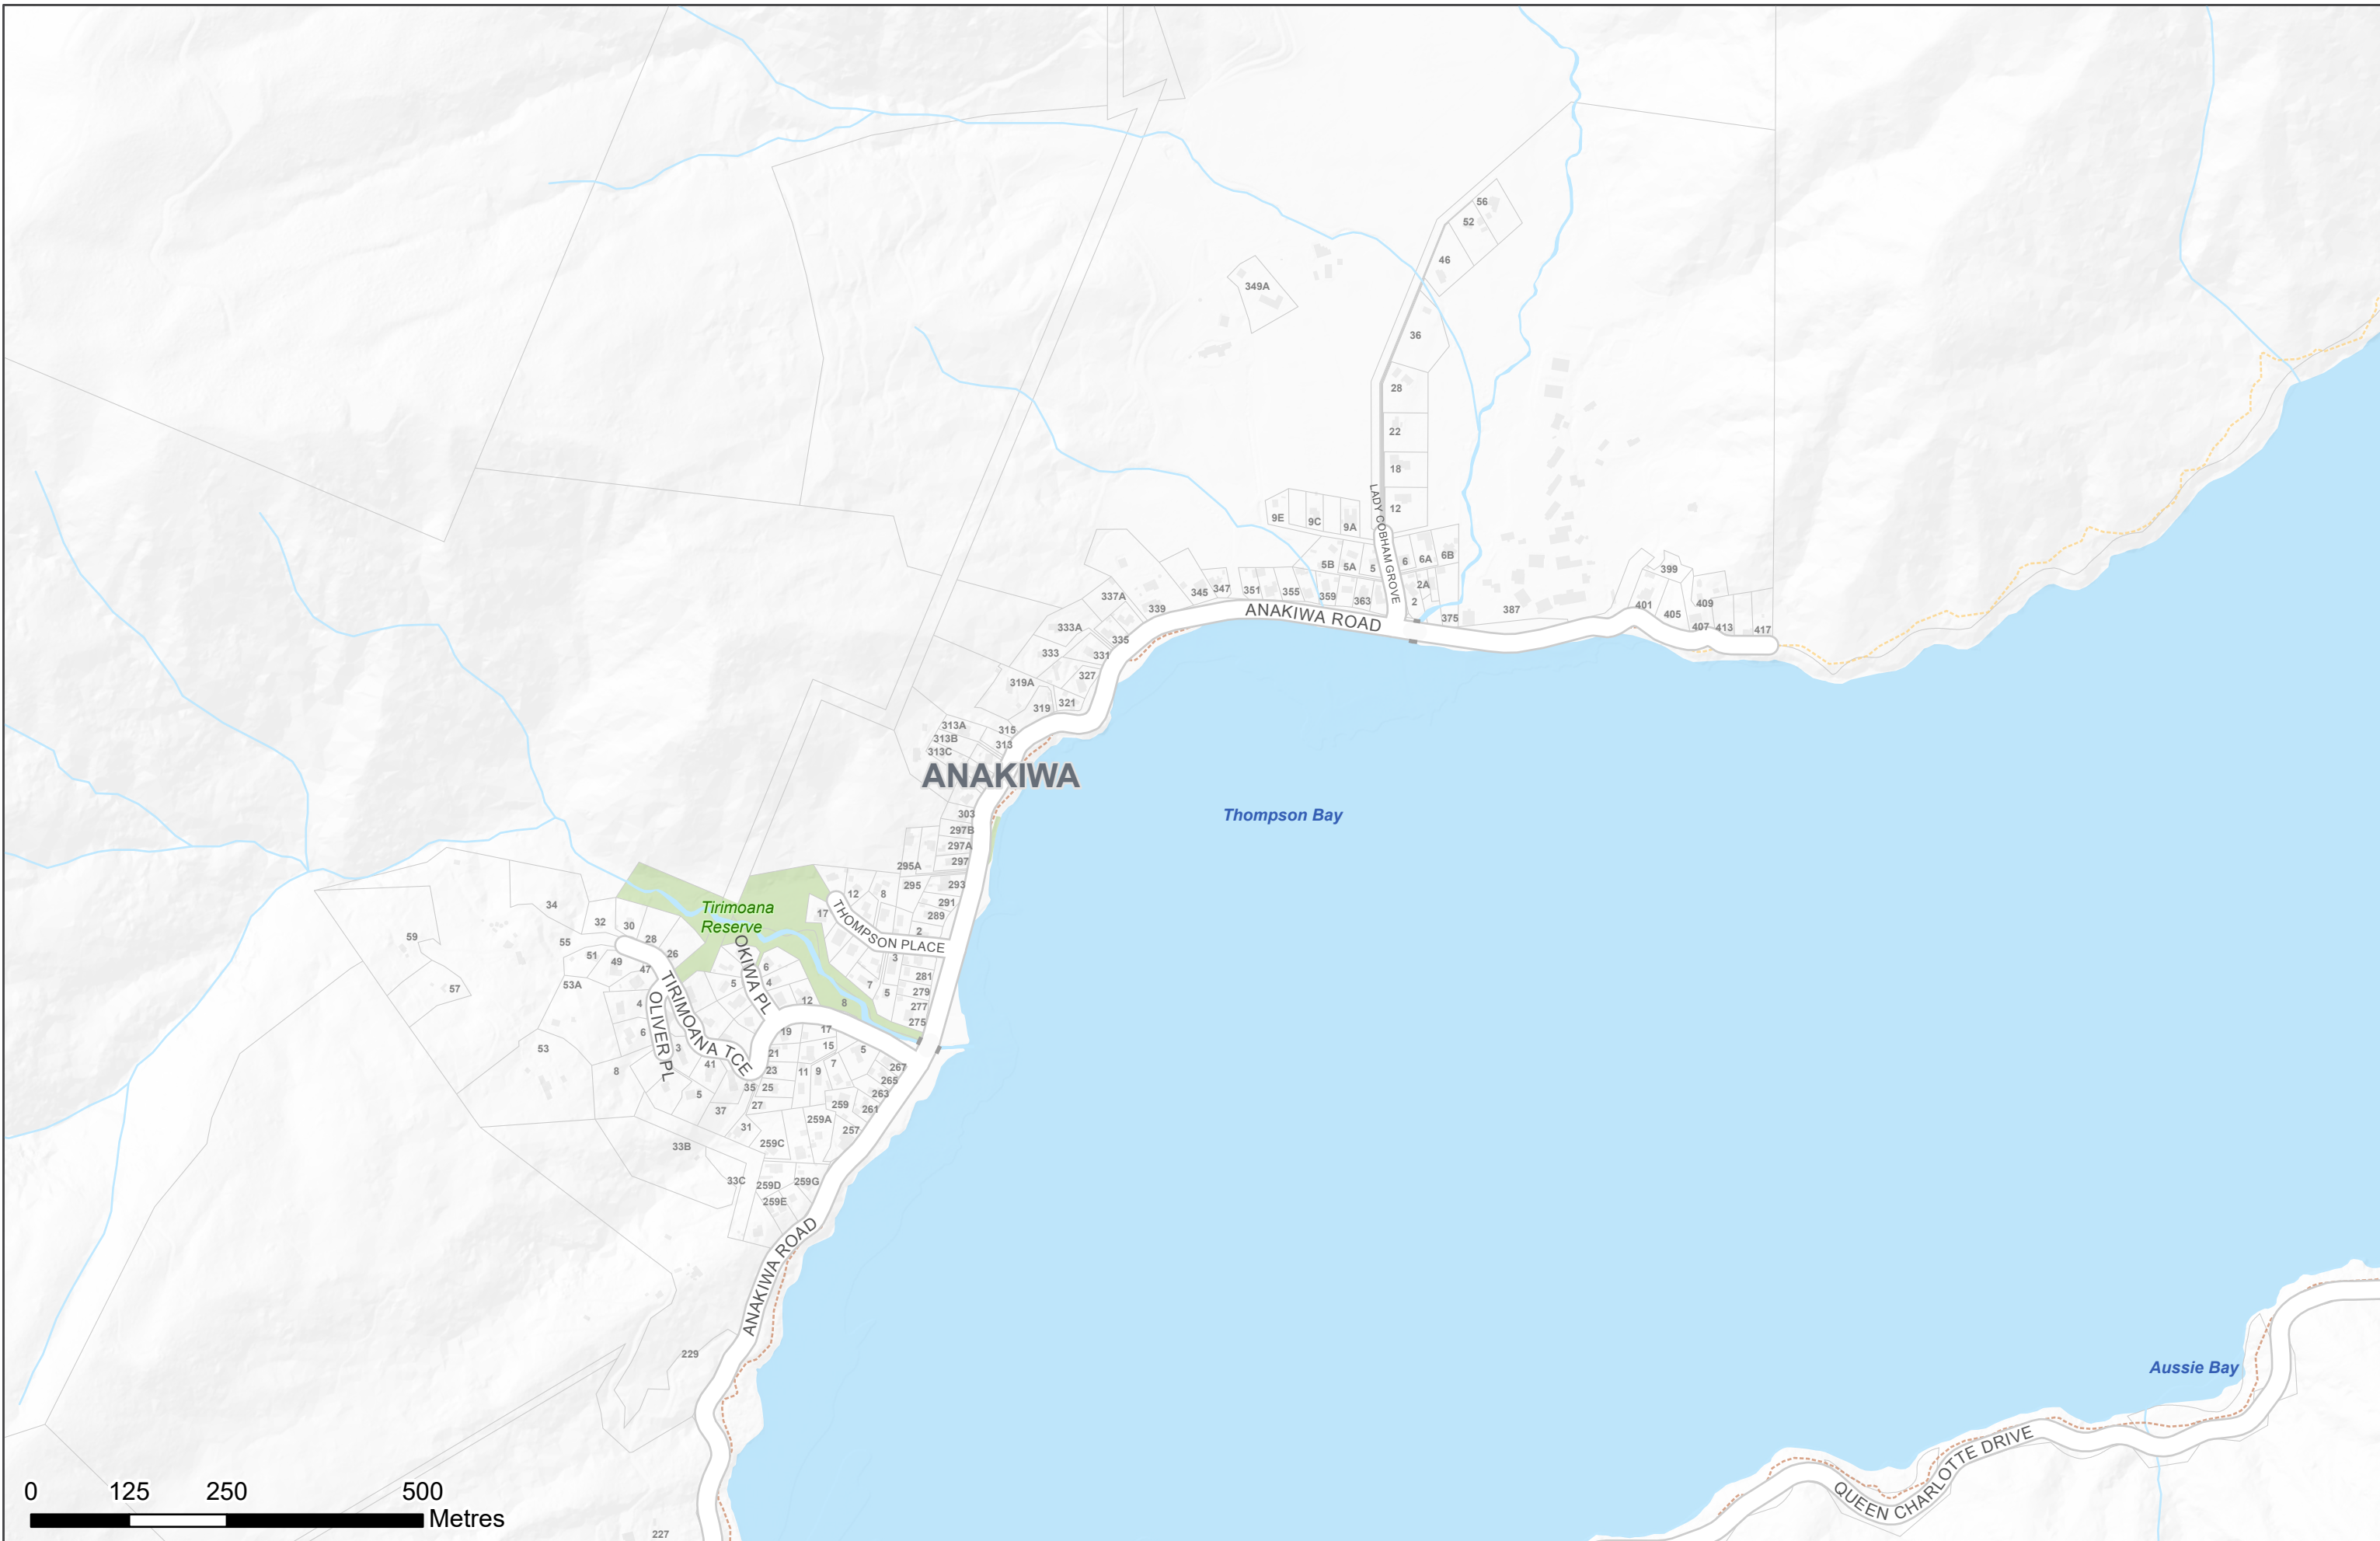 56
52
46
349A
36
28
22
18
12
LADY COBHAM GROVE
9E
9C
9A
5B
5A
5
6
6A
6B
2A
2
399
337A
339
345
347
351
355
359
363
375
387
401
405
409
407
413
417
ANAKIWA ROAD
333A
335
333
331
327
319A
321
319
313A
315
313B
313
313C
ANAKIWA
Thompson Bay
303
297B
297A
297
295A
295
293
291
289
2
12
8
17
THOMPSON PLACE
3
281
279
277
275
7
5
Tirimoana
Reserve
34
32
30
28
26
59
55
51
49
47
57
53A
53
OKIWA PL
6
5
4
12
8
TIRIMOANA TCE
OLIVER PL
4
6
3
8
41
5
37
35
19
17
15
21
23
25
27
31
11
9
7
5
267
265
263
261
259
259A
257
259C
33B
33C
259D
259G
259E
ANAKIWA ROAD
229
227
Aussie Bay
QUEEN CHARLOTTE DRIVE
0 125 250 500
Metres